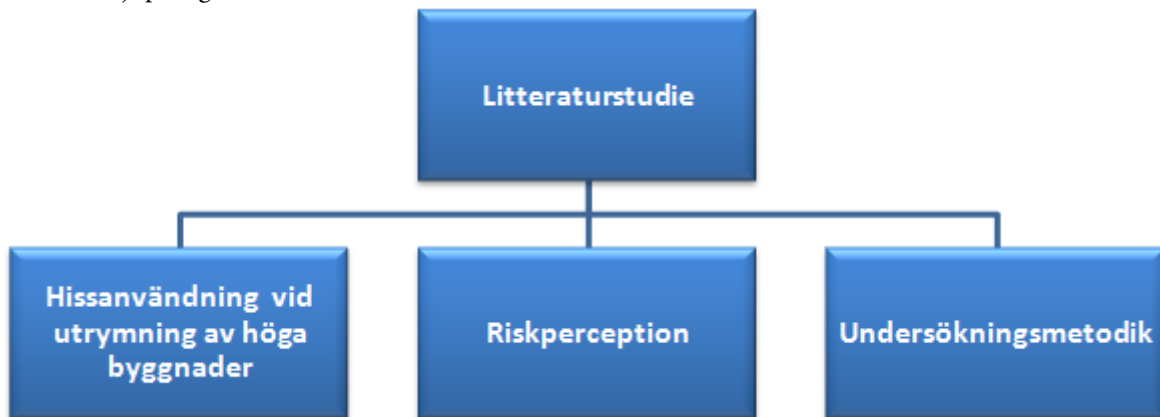 Litteraturstudie
Hissanvändning vid
utrymning av höga
byggnader
Riskperception
Undersökningsmetodik